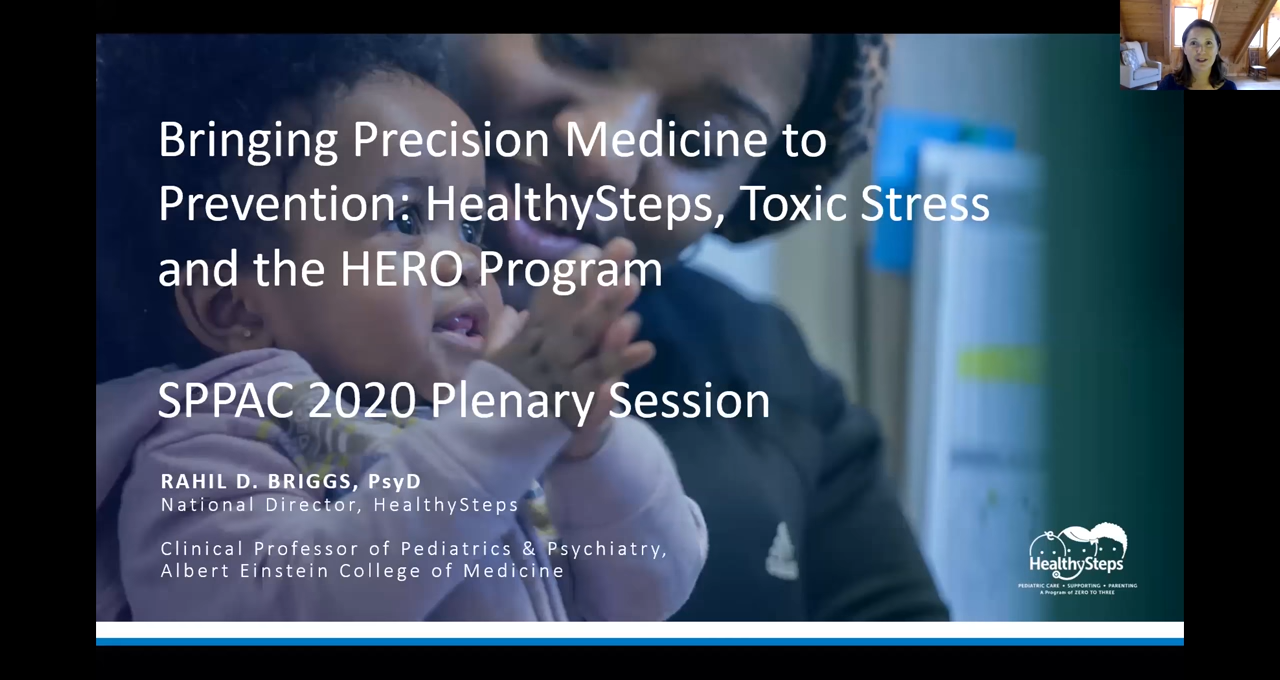 Bringing Precision Medicine to
Prevention: HealthySteps, Toxic Stress
and the HERO Program
SPPAC 2020 Plenary Session
RAHIL D. BRIGGS, PsyD
National Director, HealthySteps
Clinical Professor of Pediatrics & Psychiatry,
Albert Einstein College of Medicine
HealthySteps
PEDIATRIC CARE • SUPPORTING • PARENTING
A Program of ZERO TO THREE